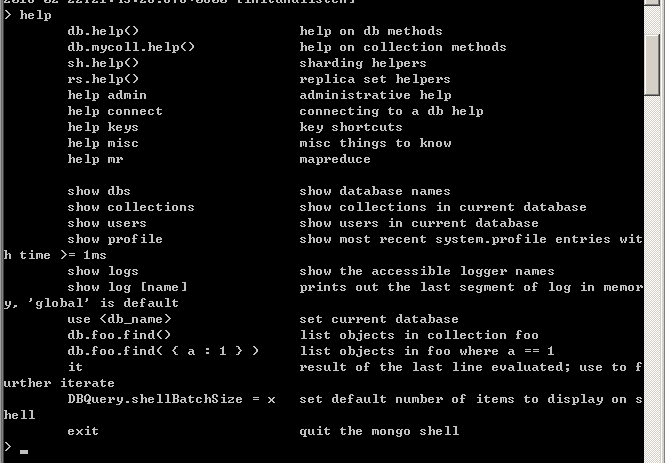 > help
db.help() help on db methods
db.mycoll.help() help on collection methods
sh.help() sharding helpers
rs.help() replica set helpers
help admin administrative help
help connect connecting to a db help
help keys key shortcuts
help misc misc things to know
help mr mapreduce
show dbs show database names
show collections show collections in current database
show users show users in current database
show profile show most recent system.profile entries wit
h time >= 1ms
show logs show the accessible logger names
show log [name] prints out the last segment of log in memor
y, 'global' is default
use <db_name> set current database
db.foo.find() list objects in collection foo
db.foo.find( { a : 1 } ) list objects in foo where a == 1
it result of the last line evaluated; use to f
urther iterate
DBQuery.shellBatchSize = x set default number of items to display on s
hell
exit quit the mongo shell
> _